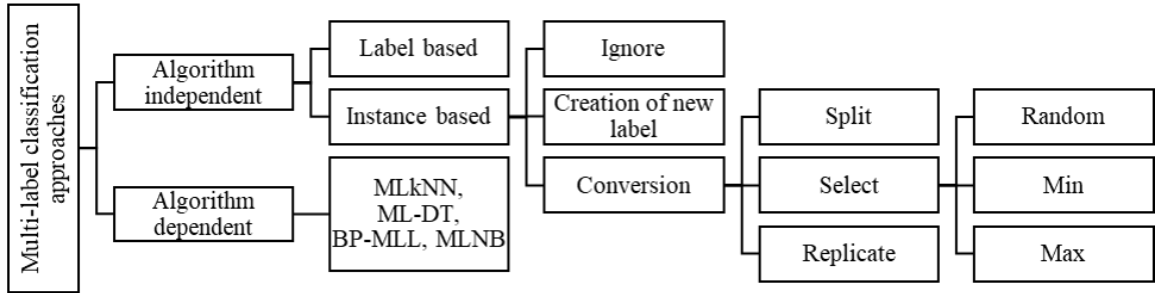 Multi-label classification
approaches
Algorithm
independent
Algorithm
dependent
Label based
Instance based
MLkNN,
ML-DT,
BP-MLL, MLNB
Ignore
Creation of new
label
Conversion
Split
Select
Replicate
Random
Min
Max